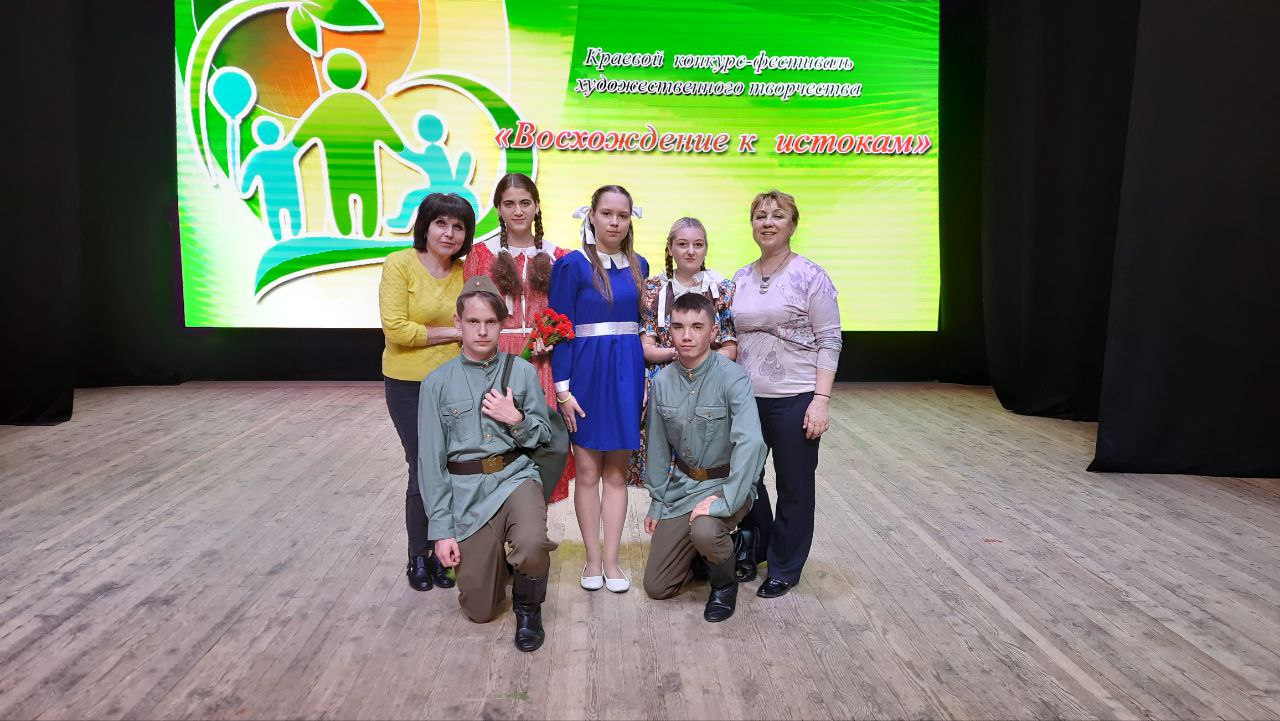 Краевой конкурс-фестиваль
художественного творчества
«Восхождение к истокам»